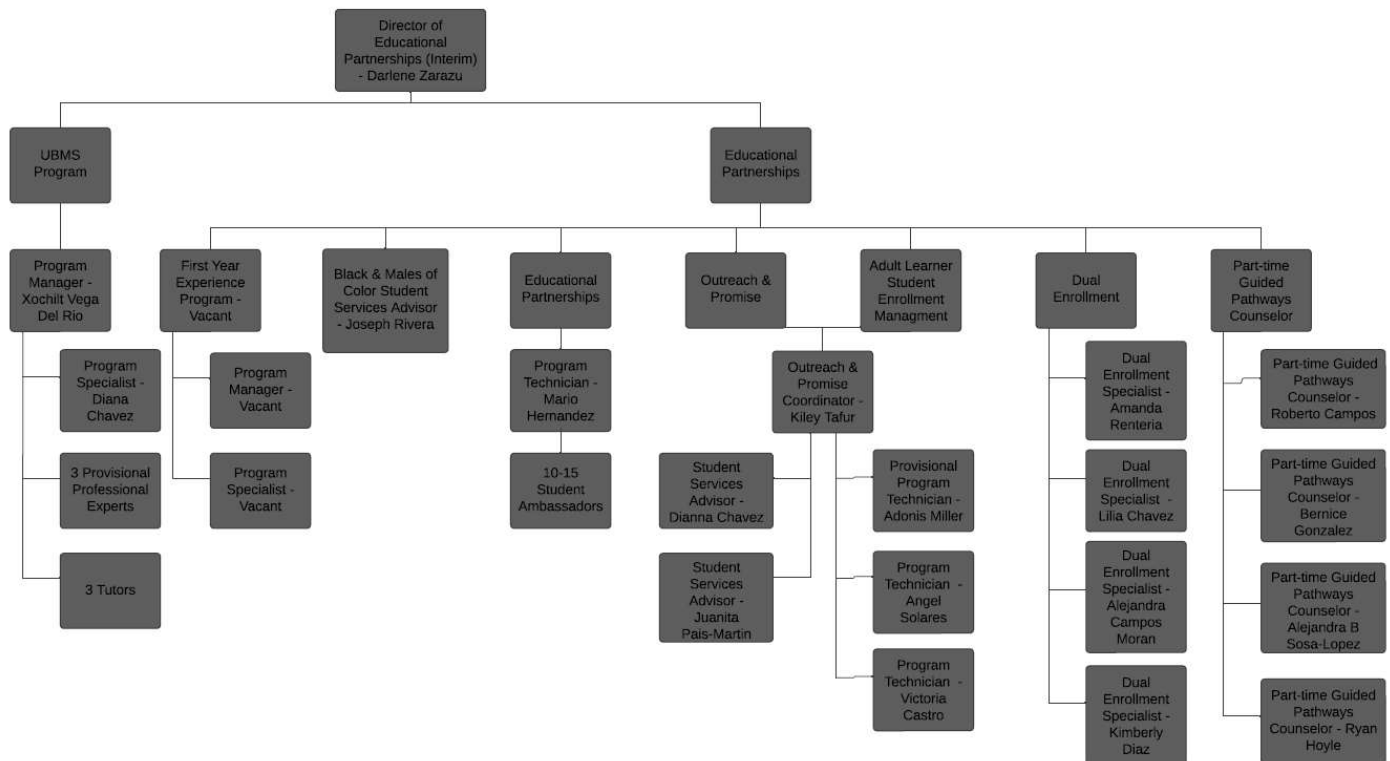 Director of
Educational
Partnerships (Interim)
- Darlene Zarazu
UBMS
Program
Educational
Partnerships
Program
Manager -
Xochilt Vega
Del Rio
First Year
Experience
Program -
Vacant
Black & Males of
Color Student
Services Advisor
- Joseph Rivera
Educational
Partnerships
Outreach &
Promise
Adult Learner
Student
Enrollment
Managment
Dual
Enrollment
Part-time
Guided
Pathways
Counselor
Program
Specialist -
Diana
Chavez
3 Provisional
Professional
Experts
3 Tutors
Program
Manager -
Vacant
Program
Specialist -
Vacant
Program
Technician -
Mario
Hernandez
10-15
Student
Ambassadors
Outreach &
Promise
Coordinator -
Kiley Tafur
Student
Services
Advisor -
Dianna Chavez
Student
Services
Advisor -
Juanita
Pais-Martin
Provisional
Program
Technician -
Adonis Miller
Program
Technician  -
Angel
Solares
Program
Technician  -
Victoria
Castro
Dual
Enrollment
Specialist -
Amanda
Renteria
Dual
Enrollment
Specialist  -
Lilia Chavez
Dual
Enrollment
Specialist -
Alejandra
Campos
Moran
Dual
Enrollment
Specialist -
Kimberly
Diaz
Part-time Guided
Pathways
Counselor -
Roberto Campos
Part-time Guided
Pathways
Counselor -
Bernice
Gonzalez
Part-time Guided
Pathways
Counselor -
Alejandra B
Sosa-Lopez
Part-time Guided
Pathways
Counselor - Ryan
Hoyle